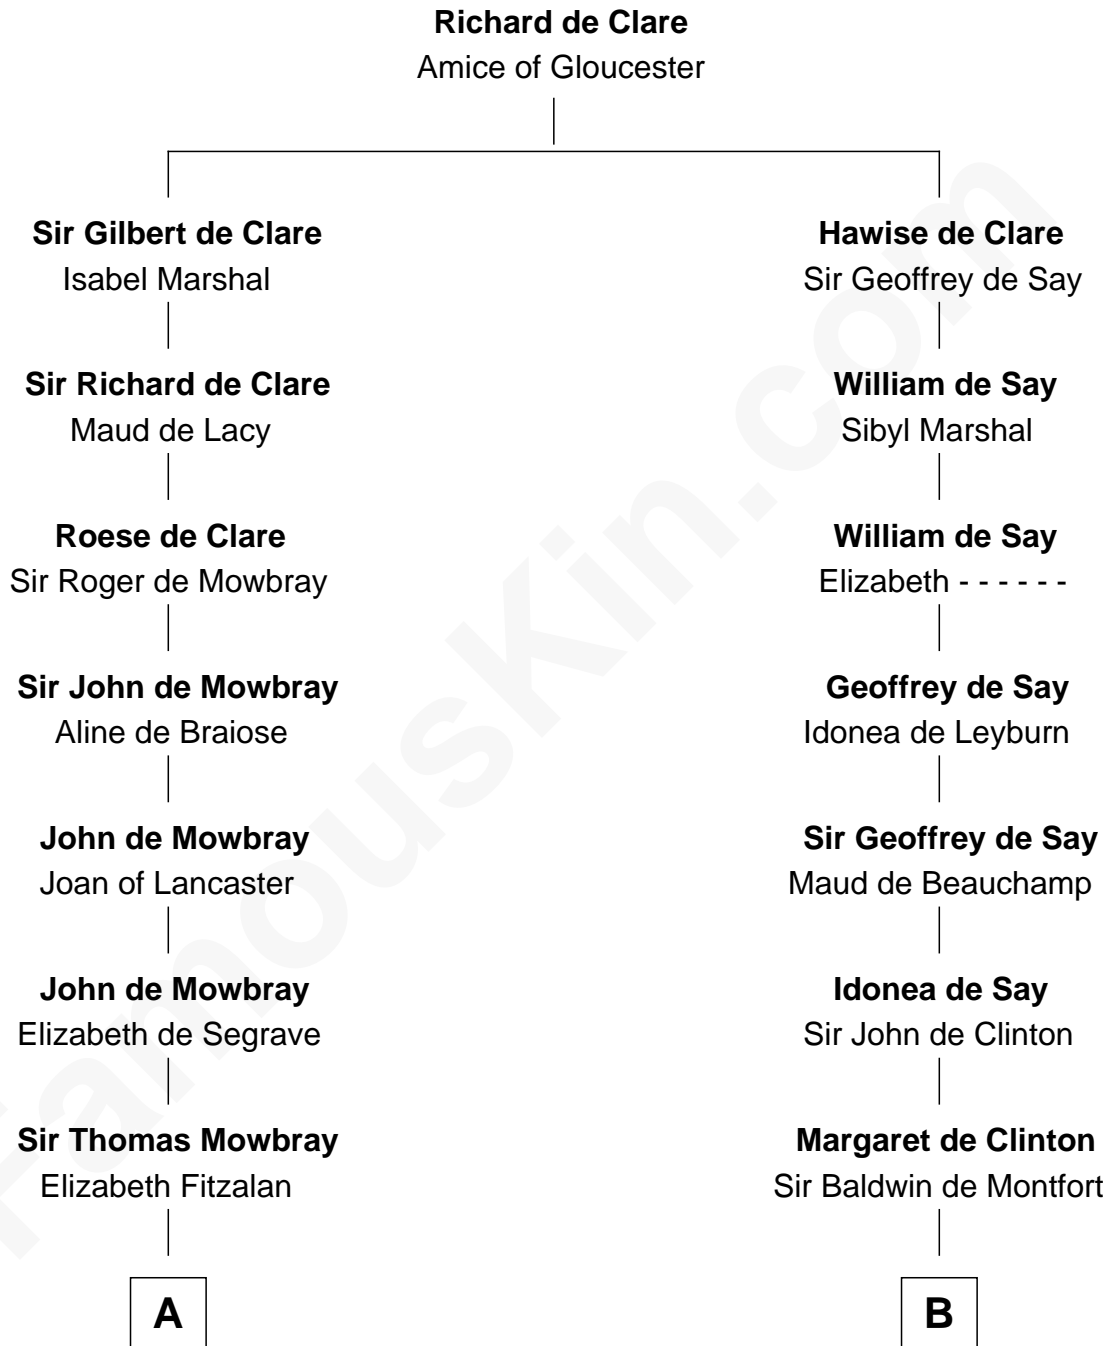 Richard de Clare
Amice of Gloucester
Sir Gilbert de Clare
Isabel Marshal
Hawise de Clare
Sir Geoffrey de Say
Sir Richard de Clare
Maud de Lacy
William de Say
Sibyl Marshal
Roese de Clare
Sir Roger de Mowbray
William de Say
Elizabeth - - - - - -
Sir John de Mowbray
Aline de Braiose
Geoffrey de Say
Idonea de Leyburn
John de Mowbray
Joan of Lancaster
Sir Geoffrey de Say
Maud de Beauchamp
John de Mowbray
Elizabeth de Segrave
Idonea de Say
Sir John de Clinton
Sir Thomas Mowbray
Elizabeth Fitzalan
Margaret de Clinton
Sir Baldwin de Montfort
A
B
FamousKin.com